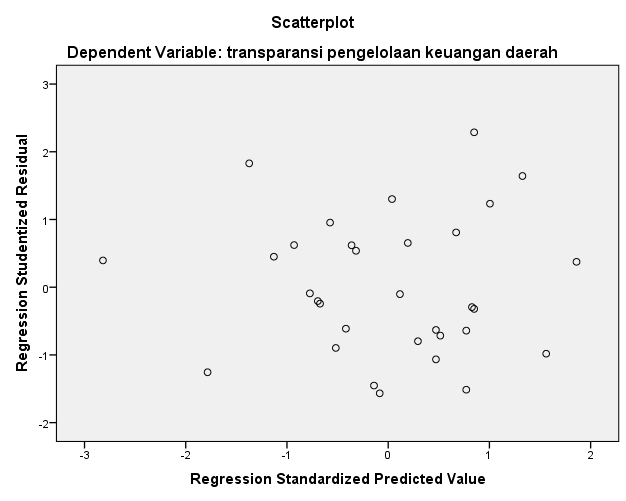 Scatterplot
Dependent Variable: transparansi pengelolaan keuangan daerah
Regression Studentized Residual
3
2
1
0
-1
-2
-3 -2 -1 0 1 2
Regression Standardized Predicted Value